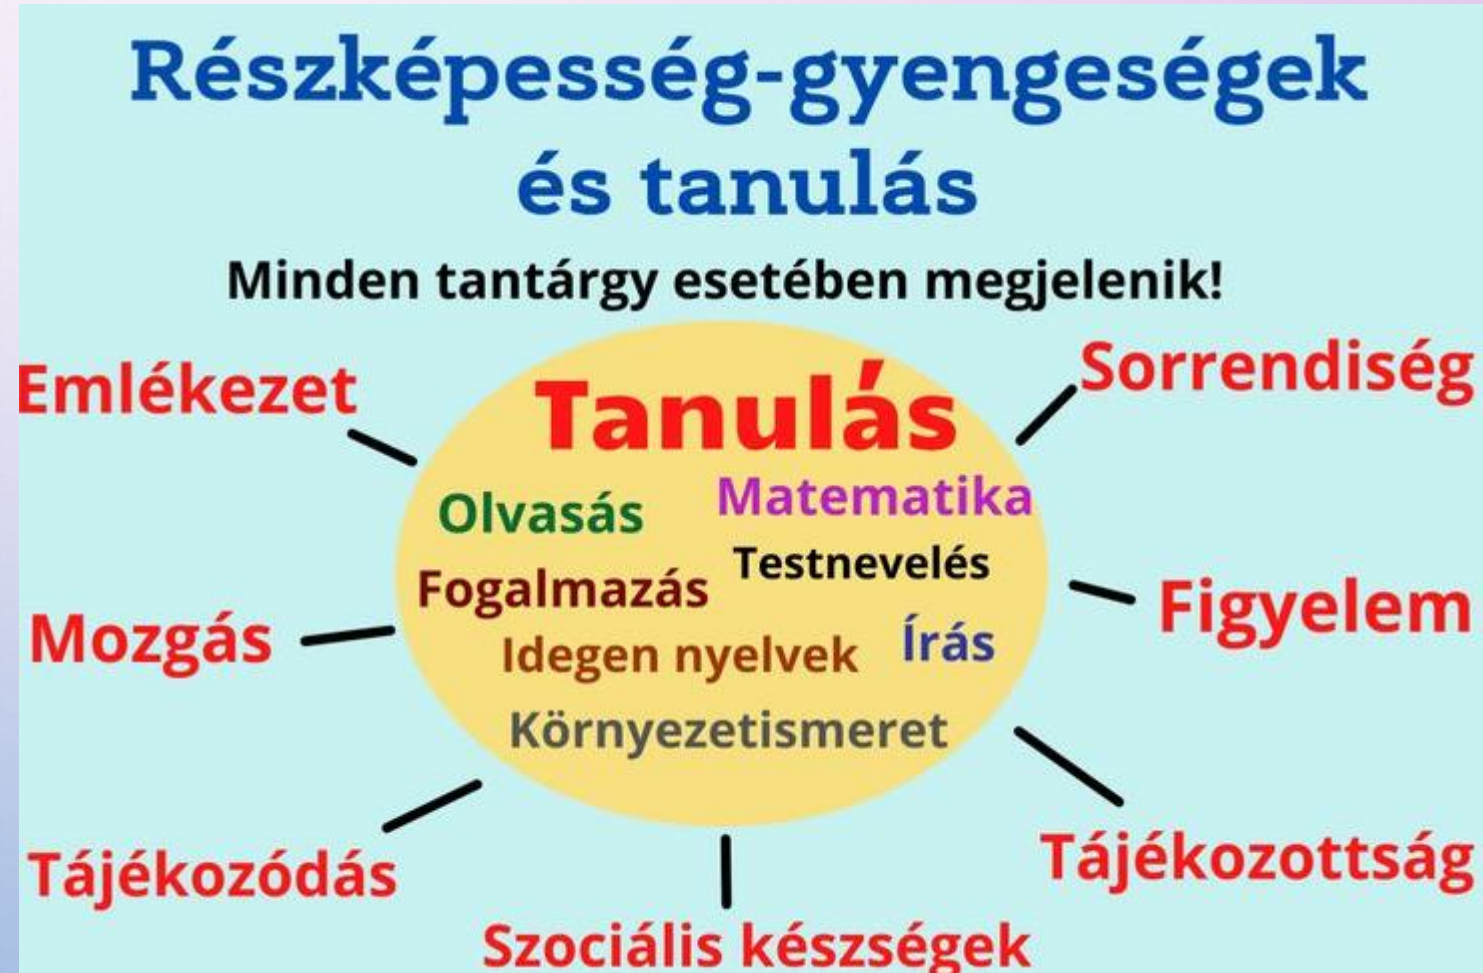 Részképesség-gyengeségek
és tanulás
Minden tantárgy esetében megjelenik!
Emlékezet
Sorrendiség
Tanulás
Olvasás
Matematika
Testnevelés
Fogalmazás
Mozgás
Figyelem
Idegen nyelvek
Írás
Környezetismeret
Tájékozódás
Tájékozottság
Szociális készségek